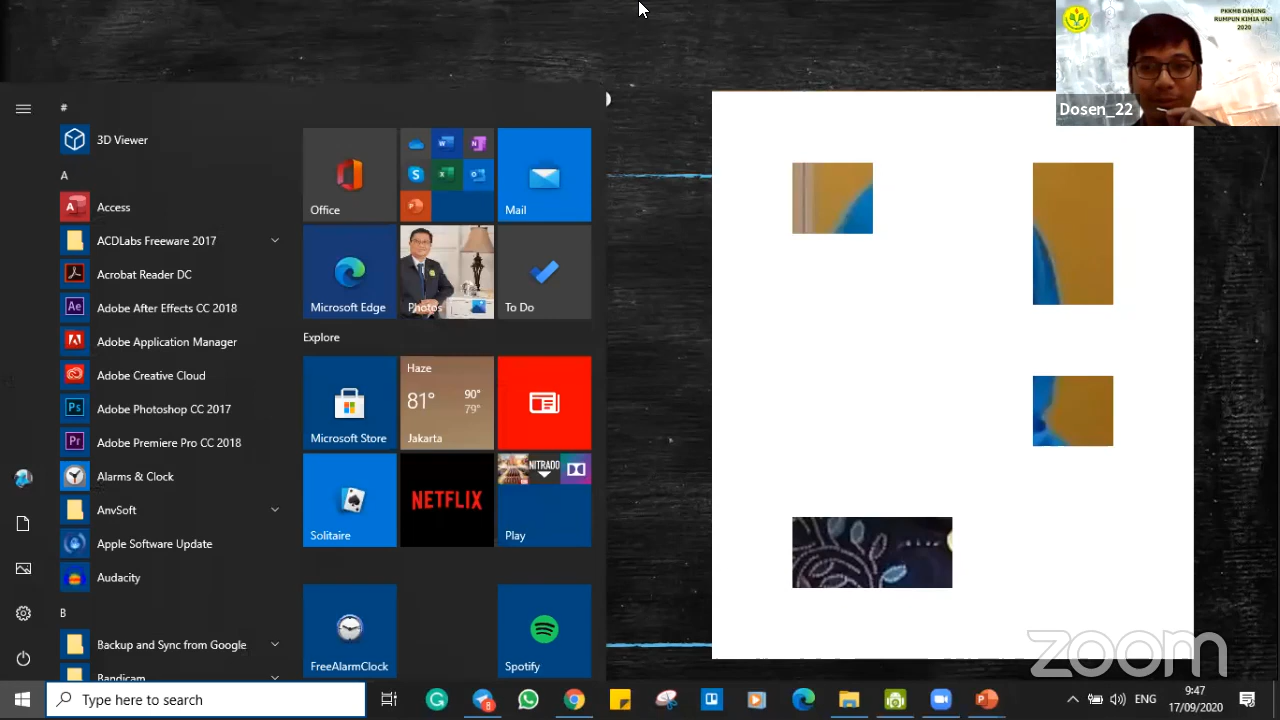 PKKMB DARING
RUMPUN KIMIA UNJ
2020
Dosen_22
#
3D Viewer
A
Access
ACDLabs Freeware 2017
Acrobat Reader DC
Adobe After Effects CC 2018
Adobe Application Manager
Adobe Creative Cloud
Adobe Photoshop CC 2017
Adobe Premiere Pro CC 2018
Alarms & Clock
AnvSoft
Apple Software Update
Audacity
B
Backup and Sync from Google
Bandicam
Office
Mail
Microsoft Edge
Photos
To Do
Explore
Microsoft Store
Haze
81° 90°
79°
Jakarta
Solitaire
NETFLIX
NITRADO
Play
FreeAlarmClock
Spotify
zoom
Type here to search
ENG
9:47
17/09/2020